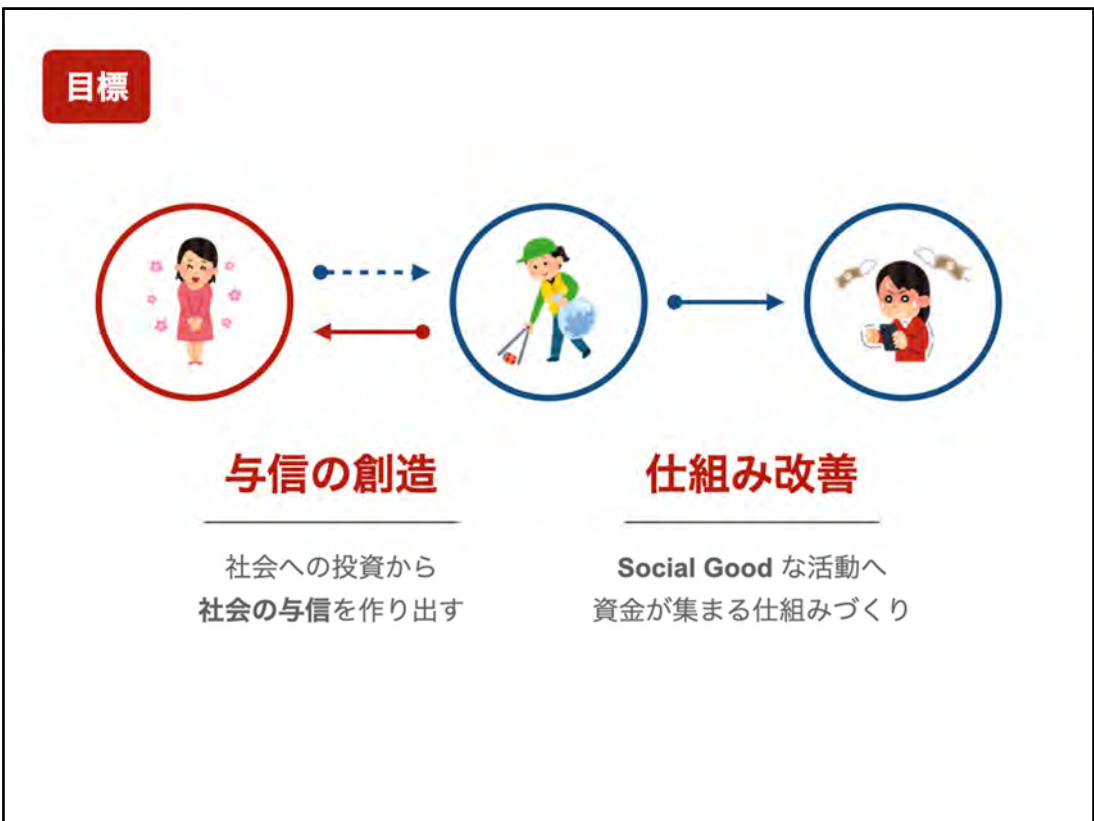 目標
与信の創造
社会への投資から
社会の与信を作り出す
仕組み改善
Social Good な活動へ
資金が集まる仕組みづくり